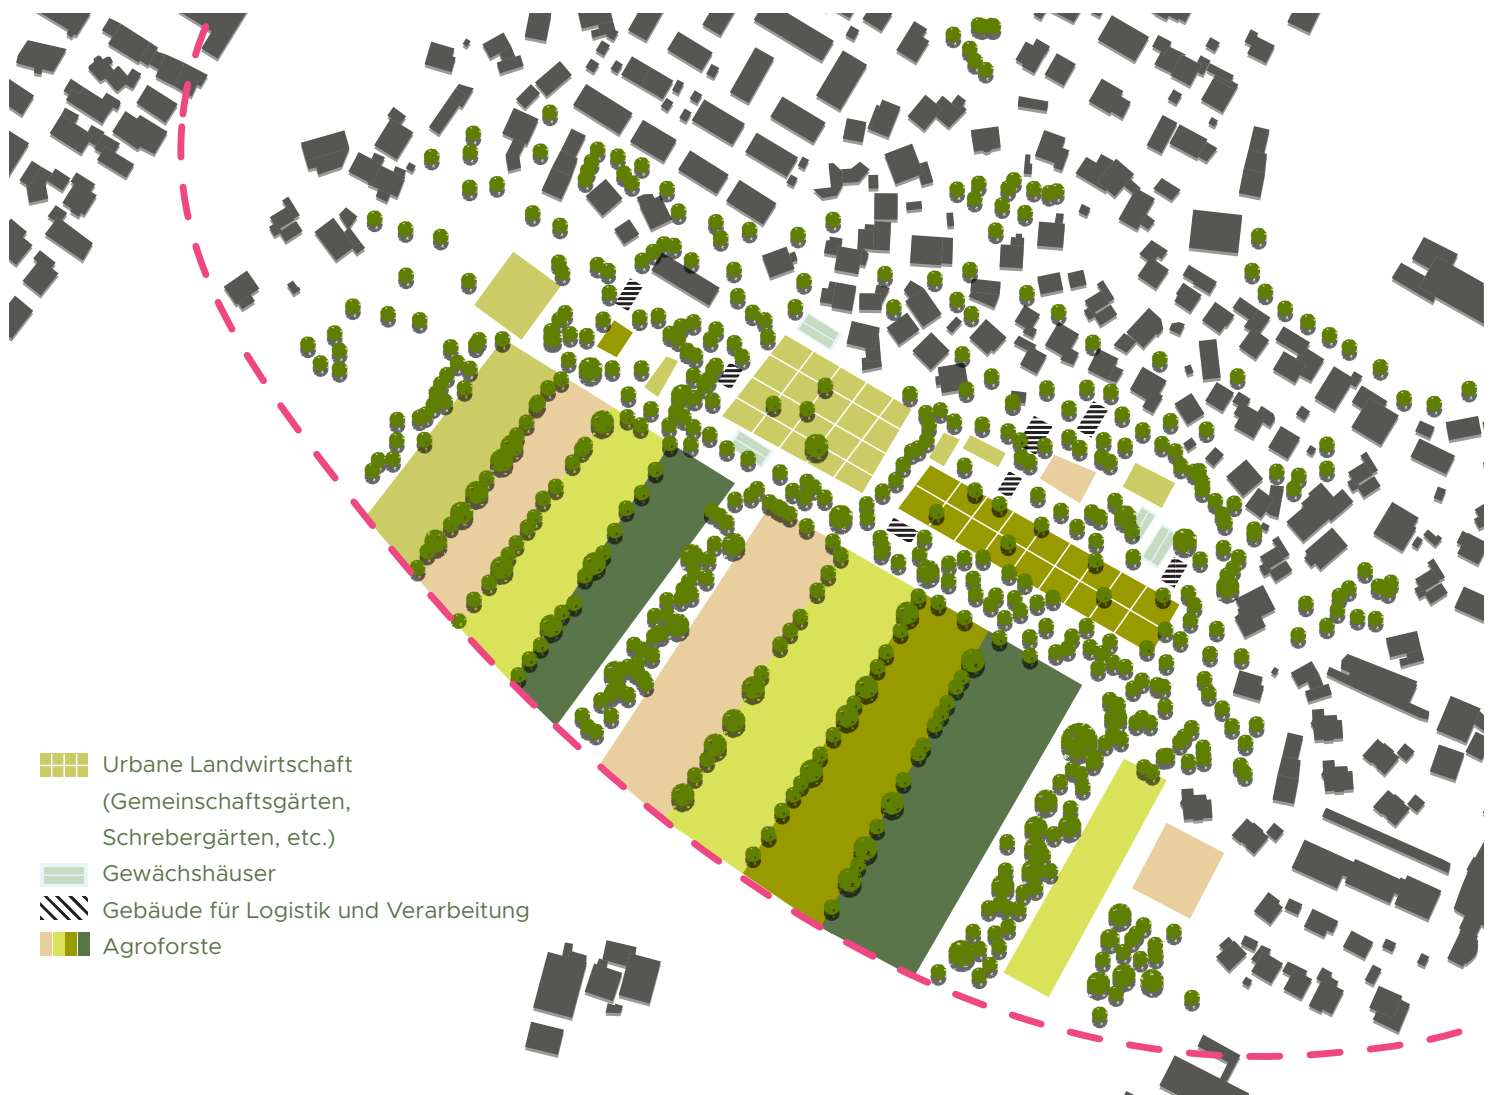 Urbane Landwirtschaft
(Gemeinschaftsgärten,
Schrebergärten, etc.)
Gewächshäuser
Gebäude für Logistik und Verarbeitung
Agroforste